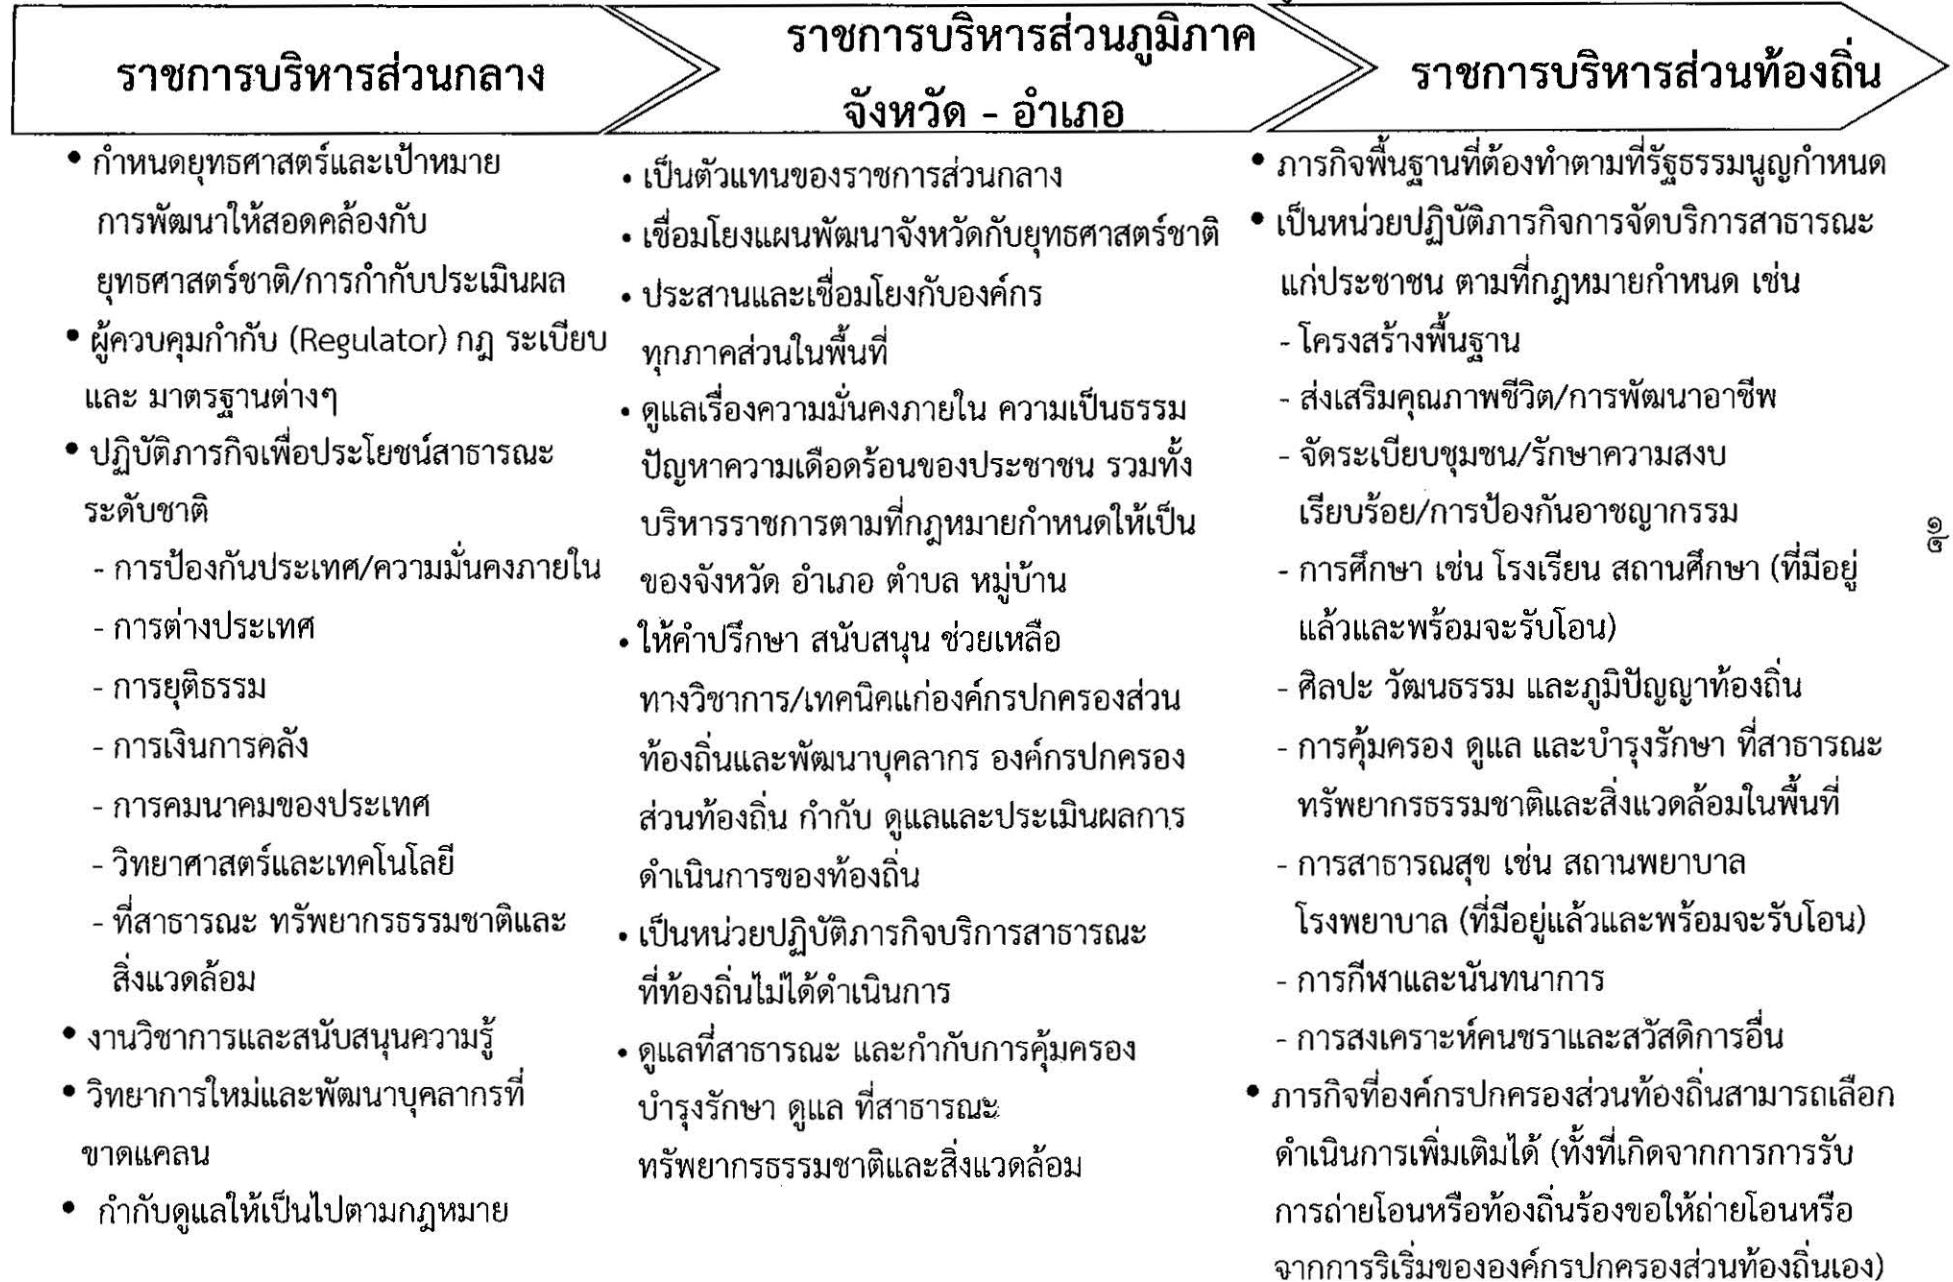 ราชการบริหารส่วนกลาง
ราชการบริหารส่วนภูมิภาค
จังหวัด - อำเภอ
ราชการบริหารส่วนท้องถิ่น
• กำหนดยุทธศาสตร์และเป้าหมาย
การพัฒนาให้สอดคล้องกับ
ยุทธศาสตร์ชาติ/การกำกับประเมินผล
• ผู้ควบคุมกำกับ (Regulator) กฎ ระเบียบ
และ มาตรฐานต่างๆ
• ปฏิบัติภารกิจเพื่อประโยชน์สาธารณะ
ระดับชาติ
- การป้องกันประเทศ/ความมั่นคงภายใน
- การต่างประเทศ
- การยุติธรรม
- การเงินการคลัง
- การคมนาคมของประเทศ
- วิทยาศาสตร์และเทคโนโลยี
- ที่สาธารณะ ทรัพยากรธรรมชาติและ
สิ่งแวดล้อม
• งานวิชาการและสนับสนุนความรู้
• วิทยาการใหม่และพัฒนาบุคลากรที่
ขาดแคลน
• กำกับดูแลให้เป็นไปตามกฎหมาย
• เป็นตัวแทนของราชการส่วนกลาง
• เชื่อมโยงแผนพัฒนาจังหวัดกับยุทธศาสตร์ชาติ
• ประสานและเชื่อมโยงกับองค์กร
ทุกภาคส่วนในพื้นที่
• ดูแลเรื่องความมั่นคงภายใน ความเป็นธรรม
ปัญหาความเดือดร้อนของประชาชน รวมทั้ง
บริหารราชการตามที่กฎหมายกำหนดให้เป็น
ของจังหวัด อำเภอ ตำบล หมู่บ้าน
• ให้คำปรึกษา สนับสนุน ช่วยเหลือ
ทางวิชาการ/เทคนิคแก่องค์กรปกครองส่วน
ท้องถิ่นและพัฒนาบุคลากร องค์กรปกครอง
ส่วนท้องถิ่น กำกับ ดูแลและประเมินผลการ
ดำเนินการของท้องถิ่น
• เป็นหน่วยปฏิบัติภารกิจบริการสาธารณะ
ที่ท้องถิ่นไม่ได้ดำเนินการ
• ดูแลที่สาธารณะ และกำกับการคุ้มครอง
บำรุงรักษา ดูแล ที่สาธารณะ
ทรัพยากรธรรมชาติและสิ่งแวดล้อม
• ภารกิจพื้นฐานที่ต้องทำตามที่รัฐธรรมนูญกำหนด
• เป็นหน่วยปฏิบัติภารกิจการจัดบริการสาธารณะ
แก่ประชาชน ตามที่กฎหมายกำหนด เช่น
- โครงสร้างพื้นฐาน
- ส่งเสริมคุณภาพชีวิต/การพัฒนาอาชีพ
- จัดระเบียบชุมชน/รักษาความสงบ
เรียบร้อย/การป้องกันอาชญากรรม
- การศึกษา เช่น โรงเรียน สถานศึกษา (ที่มีอยู่
แล้วและพร้อมจะรับโอน)
- ศิลปะ วัฒนธรรม และภูมิปัญญาท้องถิ่น
- การคุ้มครอง ดูแล และบำรุงรักษา ที่สาธารณะ
ทรัพยากรธรรมชาติและสิ่งแวดล้อมในพื้นที่
- การสาธารณสุข เช่น สถานพยาบาล
โรงพยาบาล (ที่มีอยู่แล้วและพร้อมจะรับโอน)
- การกีฬาและนันทนาการ
- การสงเคราะห์คนชราและสวัสดิการอื่น
• ภารกิจที่องค์กรปกครองส่วนท้องถิ่นสามารถเลือก
ดำเนินการเพิ่มเติมได้ (ทั้งที่เกิดจากการการรับ
การถ่ายโอนหรือท้องถิ่นร้องขอให้ถ่ายโอนหรือ
จากการริเริ่มขององค์กรปกครองส่วนท้องถิ่นเอง)